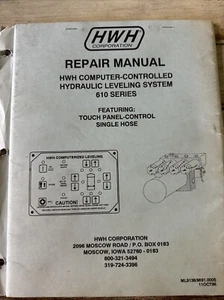 HWH
CORPORATION
REPAIR MANUAL
HWH COMPUTER-CONTROLLED
HYDRAULIC LEVELING SYSTEM
610 SERIES
FEATURING:
TOUCH PANEL-CONTROL
SINGLE HOSE
HWH COMPUTERIZED LEVELING
HWH CORPORATION
2096 MOSCOW ROAD / P.O. BOX 0183
MOSCOW, IOWA 52760 - 0183
800-321-3494
319-724-3396